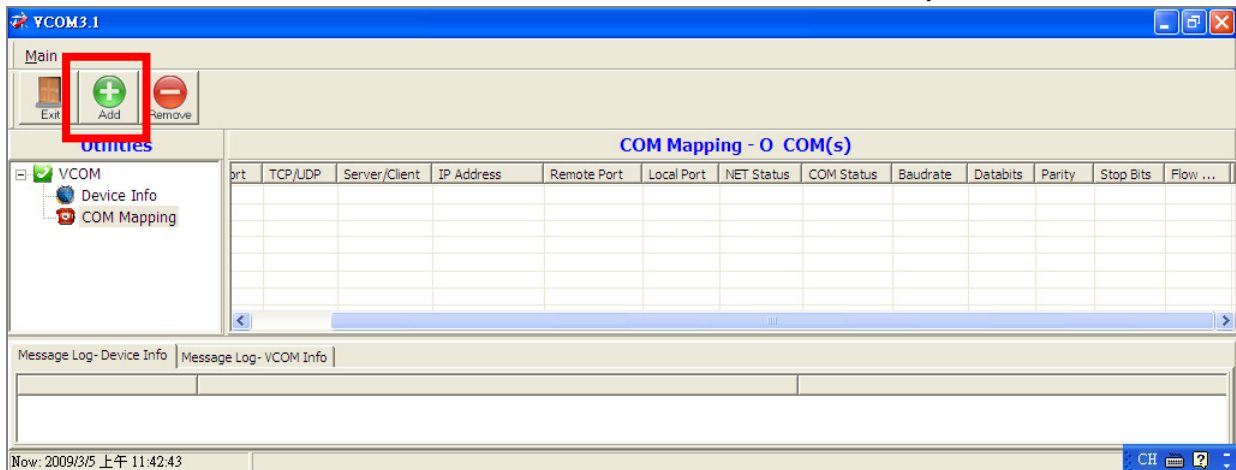 VCOM3.1
Main
Exit Add Remove
Utilities
COM Mapping - 0 COM(s)
VCOM
Device Info
COM Mapping
ort TCP/UDP Server/Client IP Address Remote Port Local Port NET Status COM Status Baudrate Databits Parity Stop Bits Flow ...
Message Log- Device Info Message Log- VCOM Info
Now: 2009/3/5 上午 11:42:43
CH